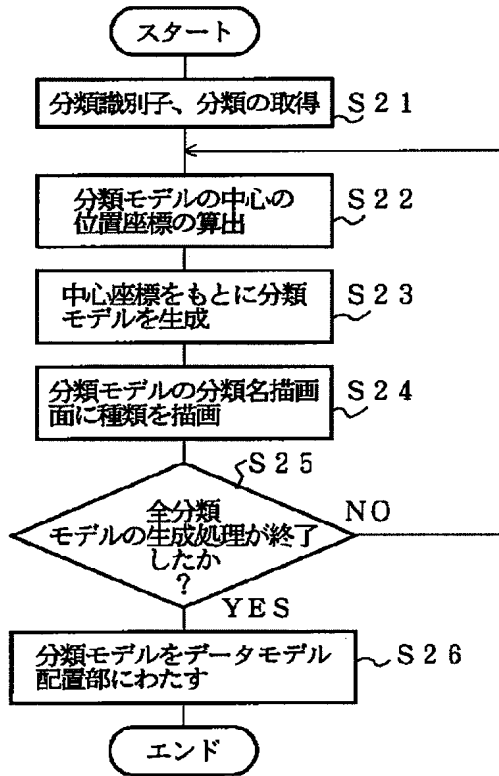 スタート
分類識別子、分類の取得
S21
分類モデルの中心の
位置座標の算出
S22
中心座標をもとに分類
モデルを生成
S23
分類モデルの分類名描画
面に種類を描画
S24
S25
全分類
モデルの生成処理が終了
したか
?
NO
YES
分類モデルをデータモデル
配置部にわたす
S26
エンド